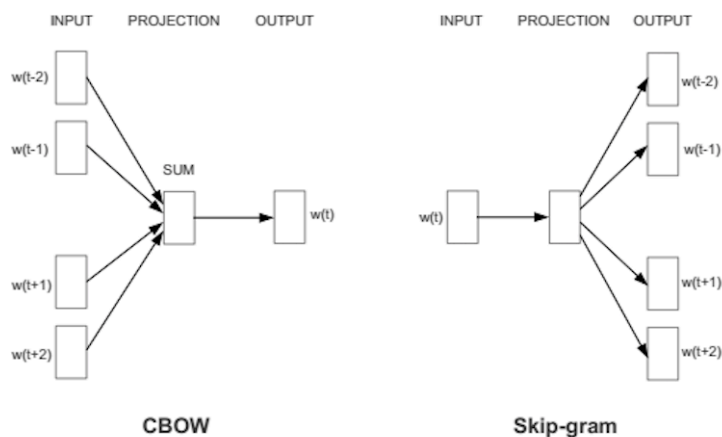 INPUT PROJECTION OUTPUT
w(t-2)
w(t-1)
SUM
w(t)
w(t+1)
w(t+2)
CBOW
INPUT PROJECTION OUTPUT
w(t-2)
w(t-1)
w(t)
w(t+1)
w(t+2)
Skip-gram